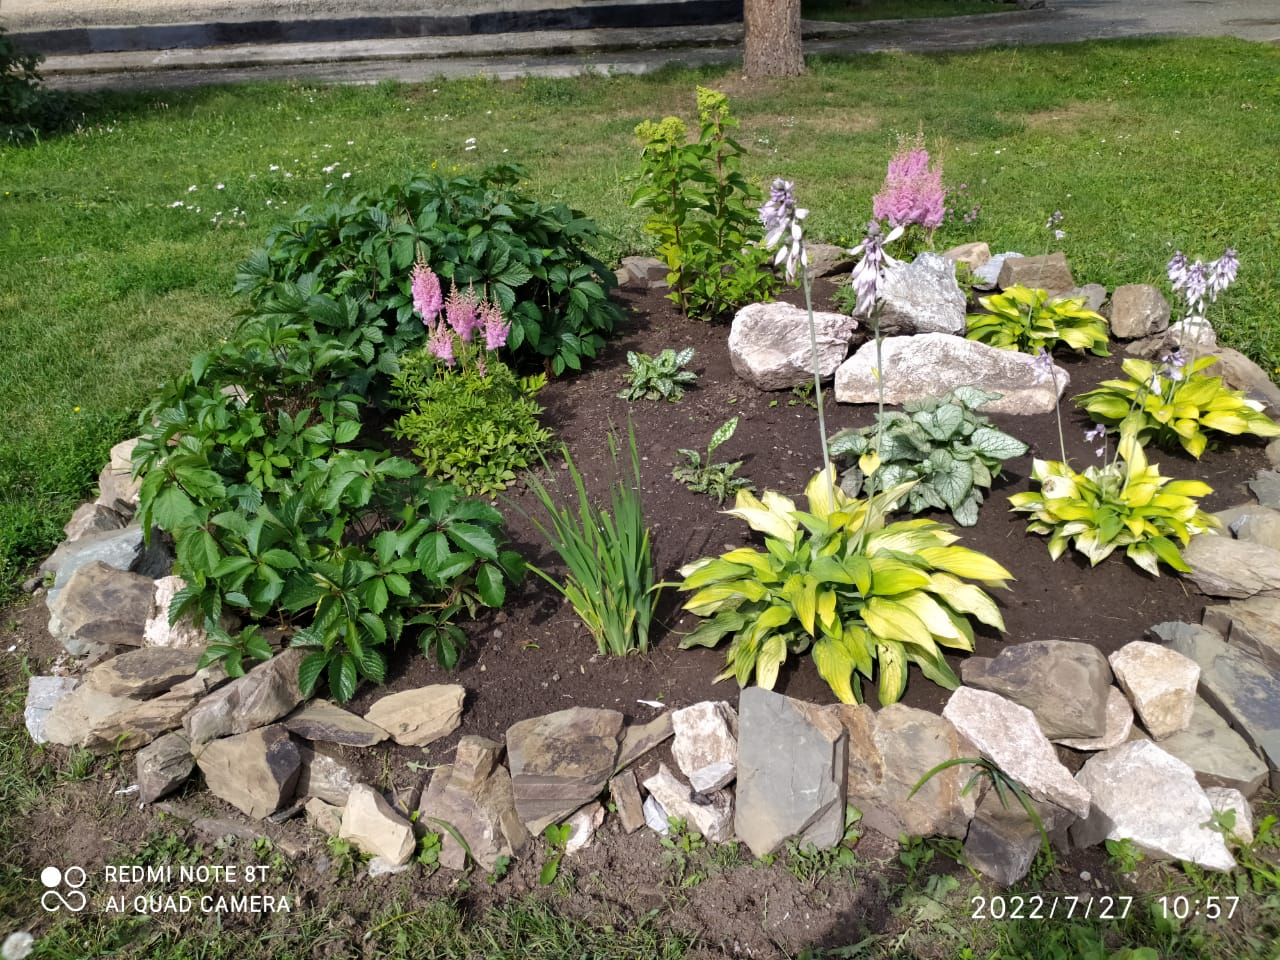 REDMI NOTE 8T
AI QUAD CAMERA
2022/7/27 10:57